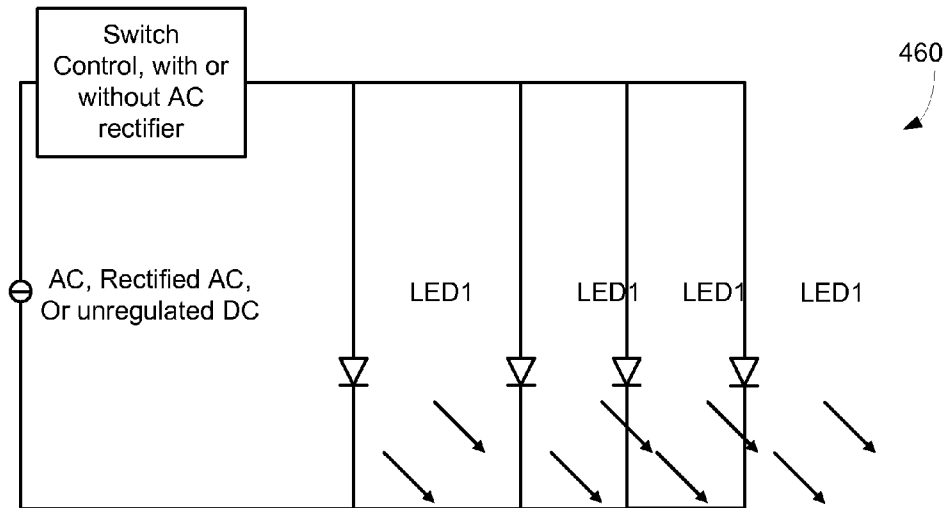 Switch
Control, with or
without AC
rectifier
460
AC, Rectified AC,
Or unregulated DC
LED1
LED1
LED1
LED1